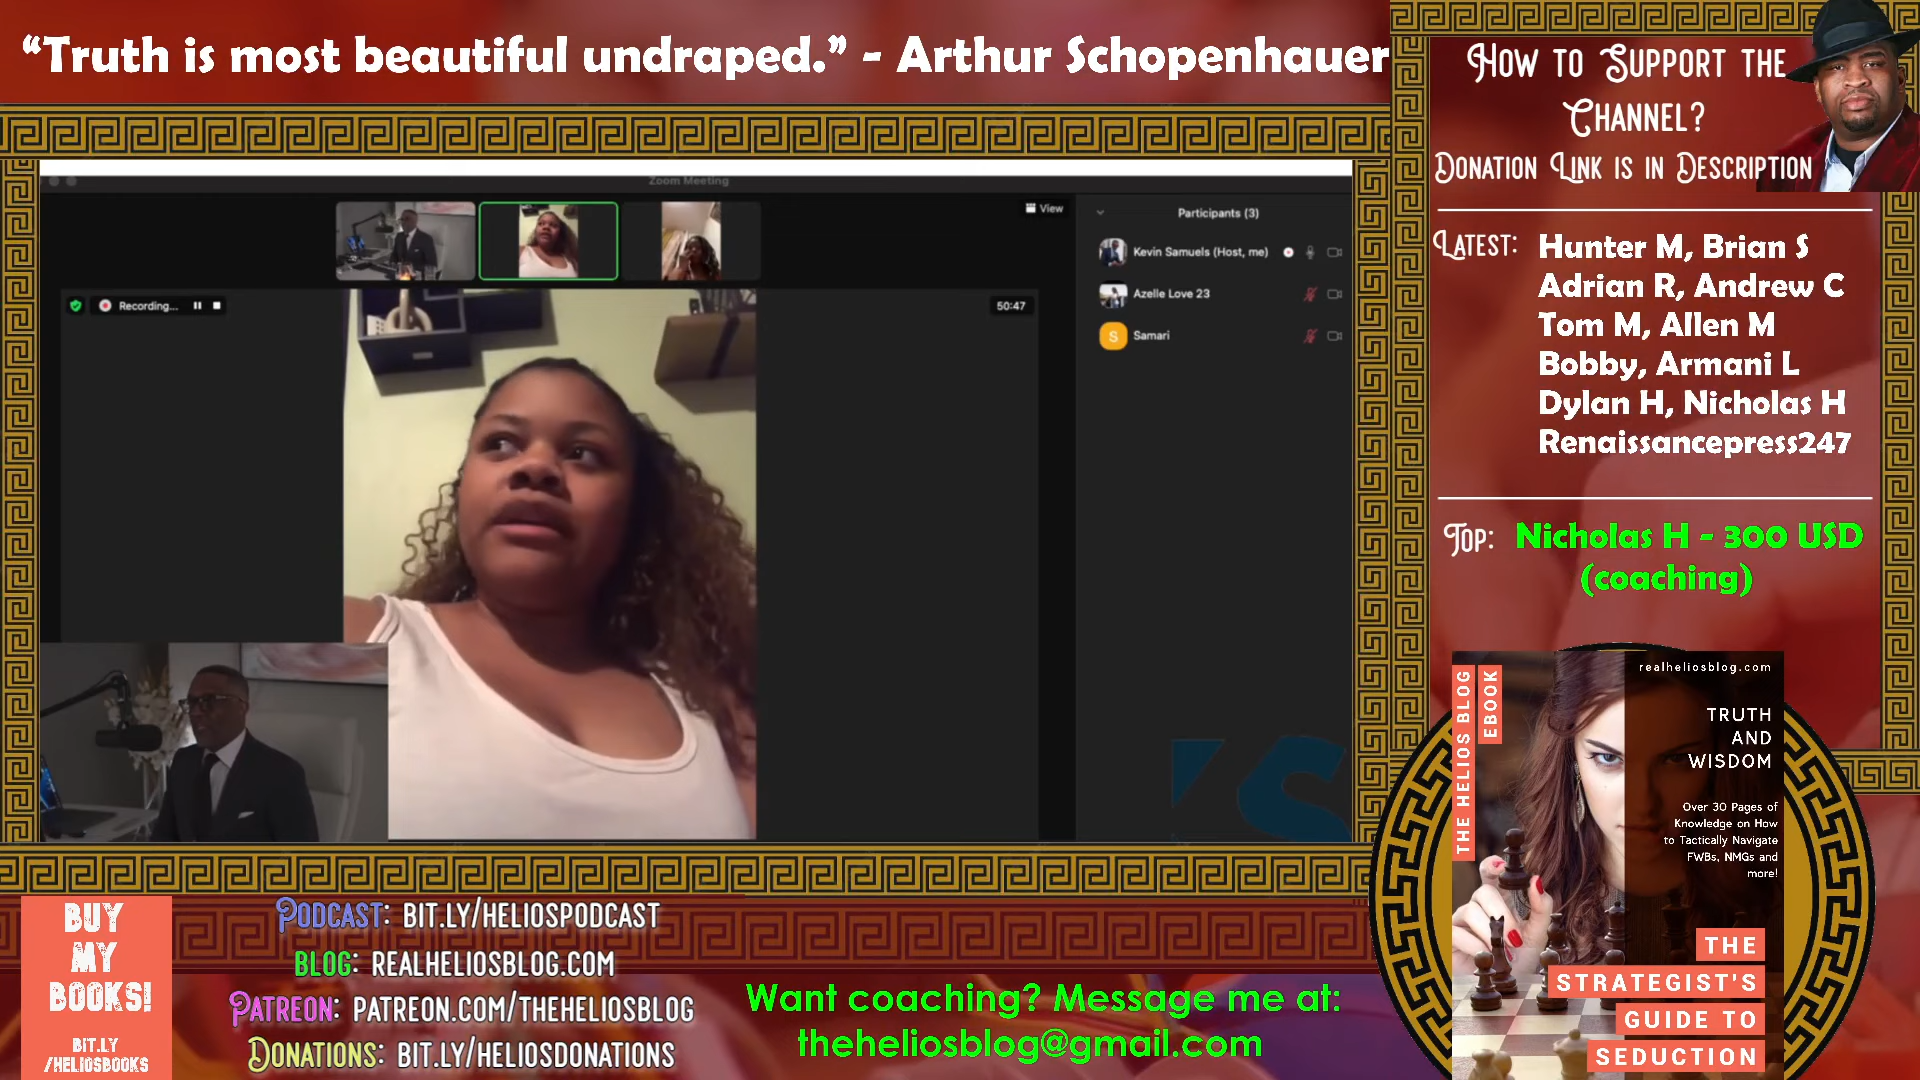 “Truth is most beautiful undraped.” - Arthur Schopenhauer
Zoom Meeting
View
Participants (3)
Kevin Samuels (Host, me)
Azelle Love 23
S
Samari
Recording...
50:47
How to Support the
Channel?
Donation Link is in Description
Latest:
Hunter M, Brian S
Adrian R, Andrew C
Tom M, Allen M
Bobby, Armani L
Dylan H, Nicholas H
Renaissancepress247
Top:
Nicholas H - 300 USD
(coaching)
realheliosblog.com
THE HELIOS BLOG
EBOOK
TRUTH
AND
WISDOM
Over 30 Pages of
Knowledge on How
to Tactically Navigate
FWBs, NMGs and
more!
THE
STRATEGIST'S
GUIDE TO
SEDUCTION
BUY
MY
BOOKS!
BIT.LY
/HELIOSBOOKS
Podcast: bit.ly/heliospodcast
Blog: realheliosblog.com
Patreon: patreon.com/theheliosblog
Donations: bit.ly/heliosdonations
Want coaching? Message me at:
theheliosblog@gmail.com